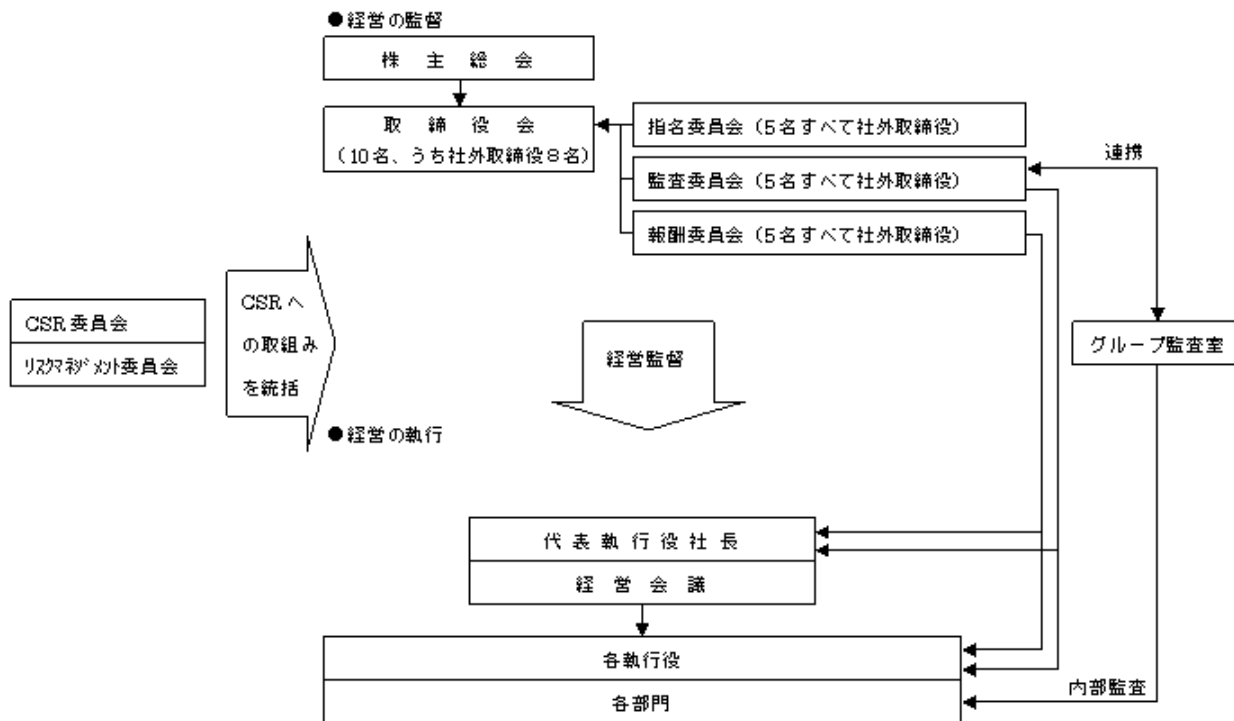 ●経営の監督
株主総会
取締役会
(10名、うち社外取締役8名)
指名委員会(5名すべて社外取締役)
監査委員会(5名すべて社外取締役)
報酬委員会(5名すべて社外取締役)
連携
グループ監査室
CSR委員会
リスクマネジメント委員会
CSRへ
の取組み
を統括
経営監督
●経営の執行
代表執行役社長
経営会議
各執行役
各部門
内部監査